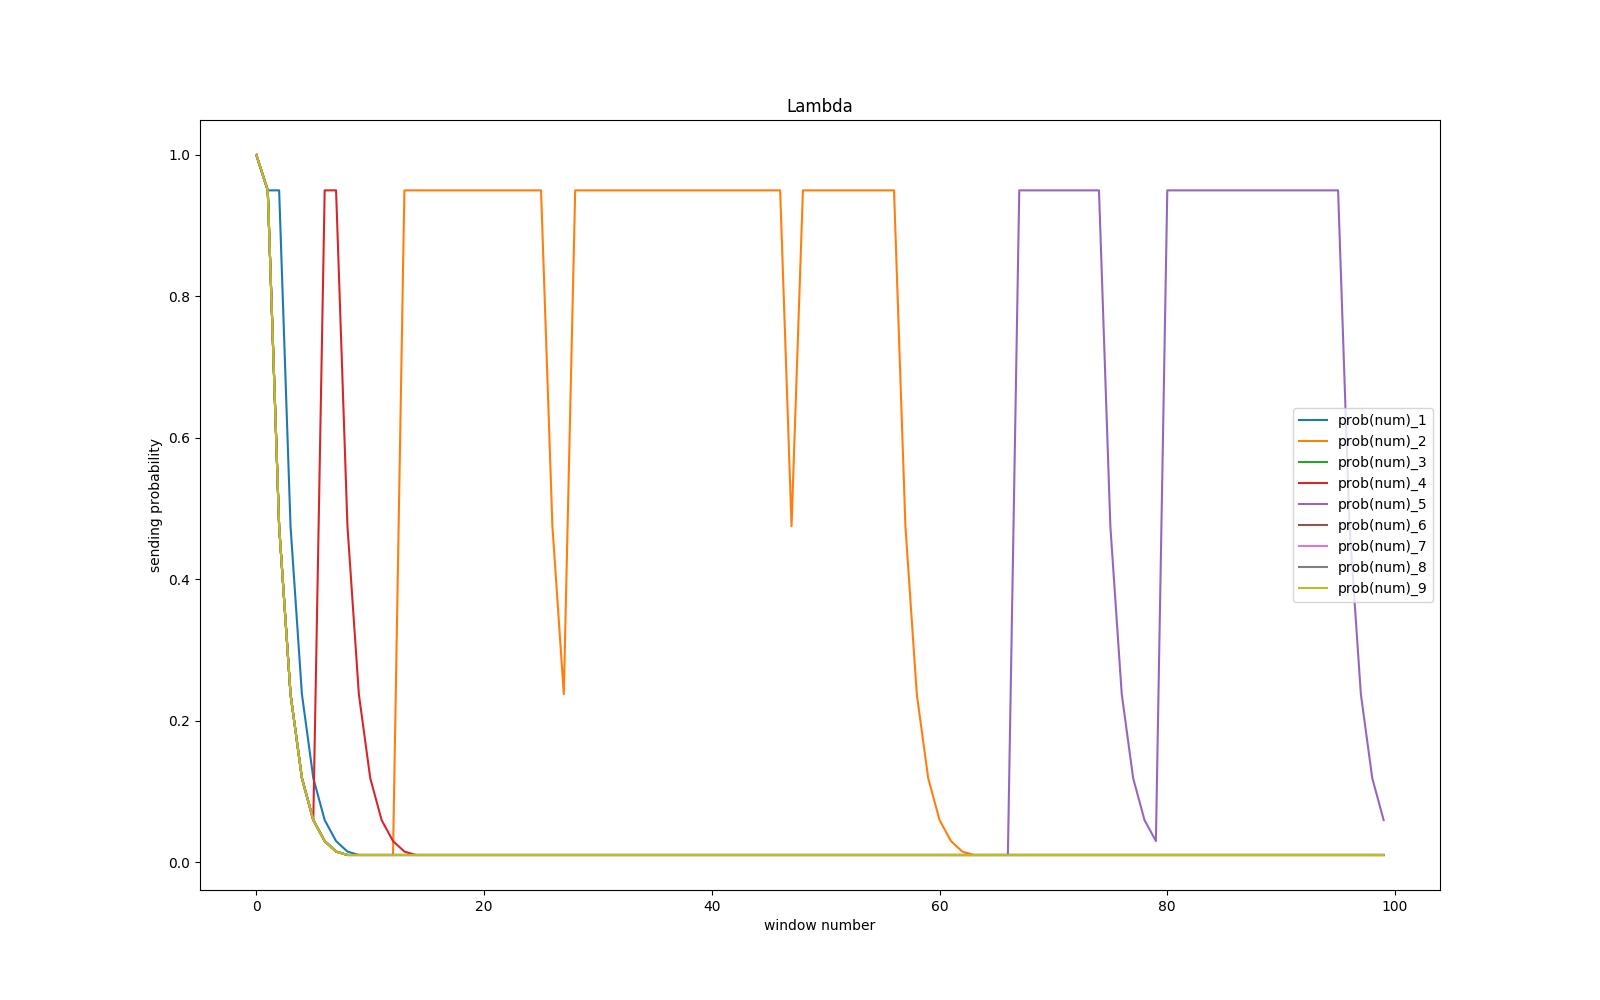 Lambda
1.0
0.8
0.6
0.4
0.2
0.0
sending probability
0 20 40 60 80 100
window number
prob(num)_1
prob(num)_2
prob(num)_3
prob(num)_4
prob(num)_5
prob(num)_6
prob(num)_7
prob(num)_8
prob(num)_9